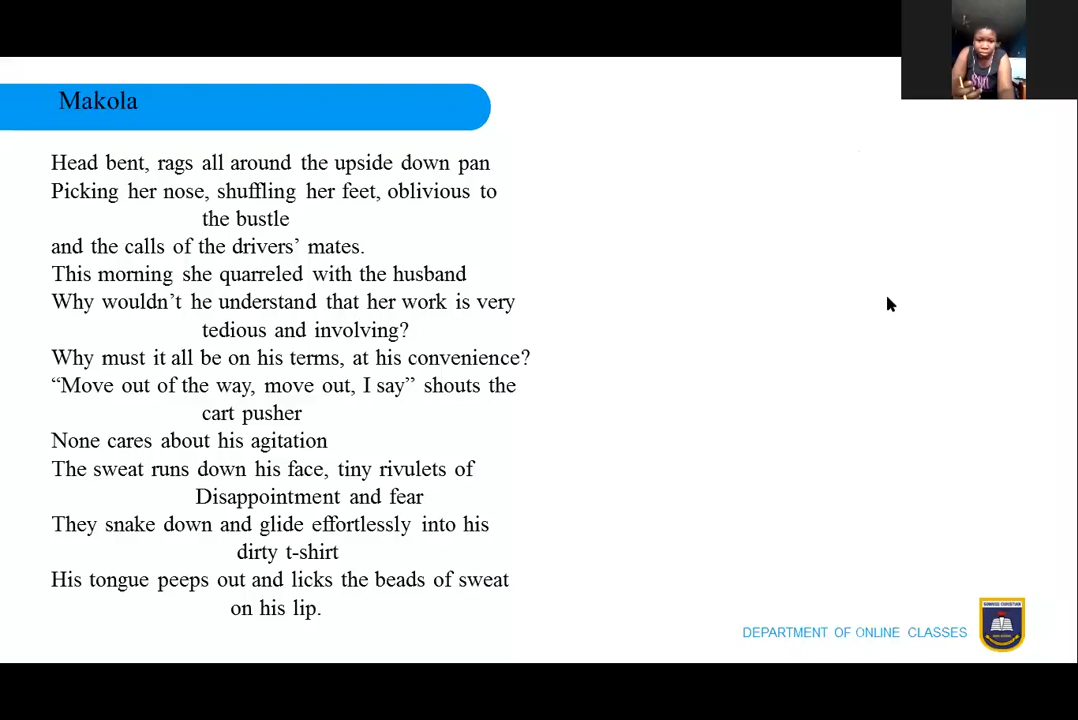 Makola
Head bent, rags all around the upside down pan
Picking her nose, shuffling her feet, oblivious to
the bustle
and the calls of the drivers’ mates.
This morning she quarreled with the husband
Why wouldn’t he understand that her work is very
tedious and involving?
Why must it all be on his terms, at his convenience?
“Move out of the way, move out, I say” shouts the
cart pusher
None cares about his agitation
The sweat runs down his face, tiny rivulets of
Disappointment and fear
They snake down and glide effortlessly into his
dirty t-shirt
His tongue peeps out and licks the beads of sweat
on his lip.
DEPARTMENT OF ONLINE CLASSES